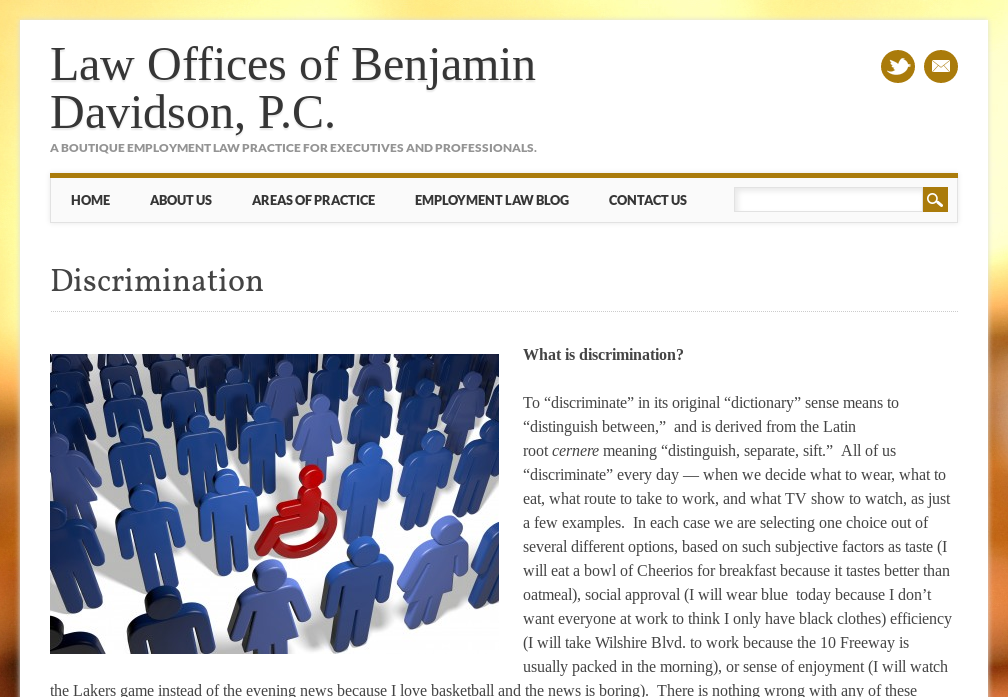 Law Offices of Benjamin
Davidson, P.C.
A BOUTIQUE EMPLOYMENT LAW PRACTICE FOR EXECUTIVES AND PROFESSIONALS.
HOME ABOUT US AREAS OF PRACTICE EMPLOYMENT LAW BLOG CONTACT US
Discrimination
What is discrimination?
To “discriminate” in its original “dictionary” sense means to
“distinguish between,”  and is derived from the Latin
root cernere meaning “distinguish, separate, sift.”  All of us
“discriminate” every day — when we decide what to wear, what to
eat, what route to take to work, and what TV show to watch, as just
a few examples.  In each case we are selecting one choice out of
several different options, based on such subjective factors as taste (I
will eat a bowl of Cheerios for breakfast because it tastes better than
oatmeal), social approval (I will wear blue  today because I don’t
want everyone at work to think I only have black clothes) efficiency
(I will take Wilshire Blvd. to work because the 10 Freeway is
usually packed in the morning), or sense of enjoyment (I will watch
the Lakers game instead of the evening news because I love basketball and the news is boring).  There is nothing wrong with any of these